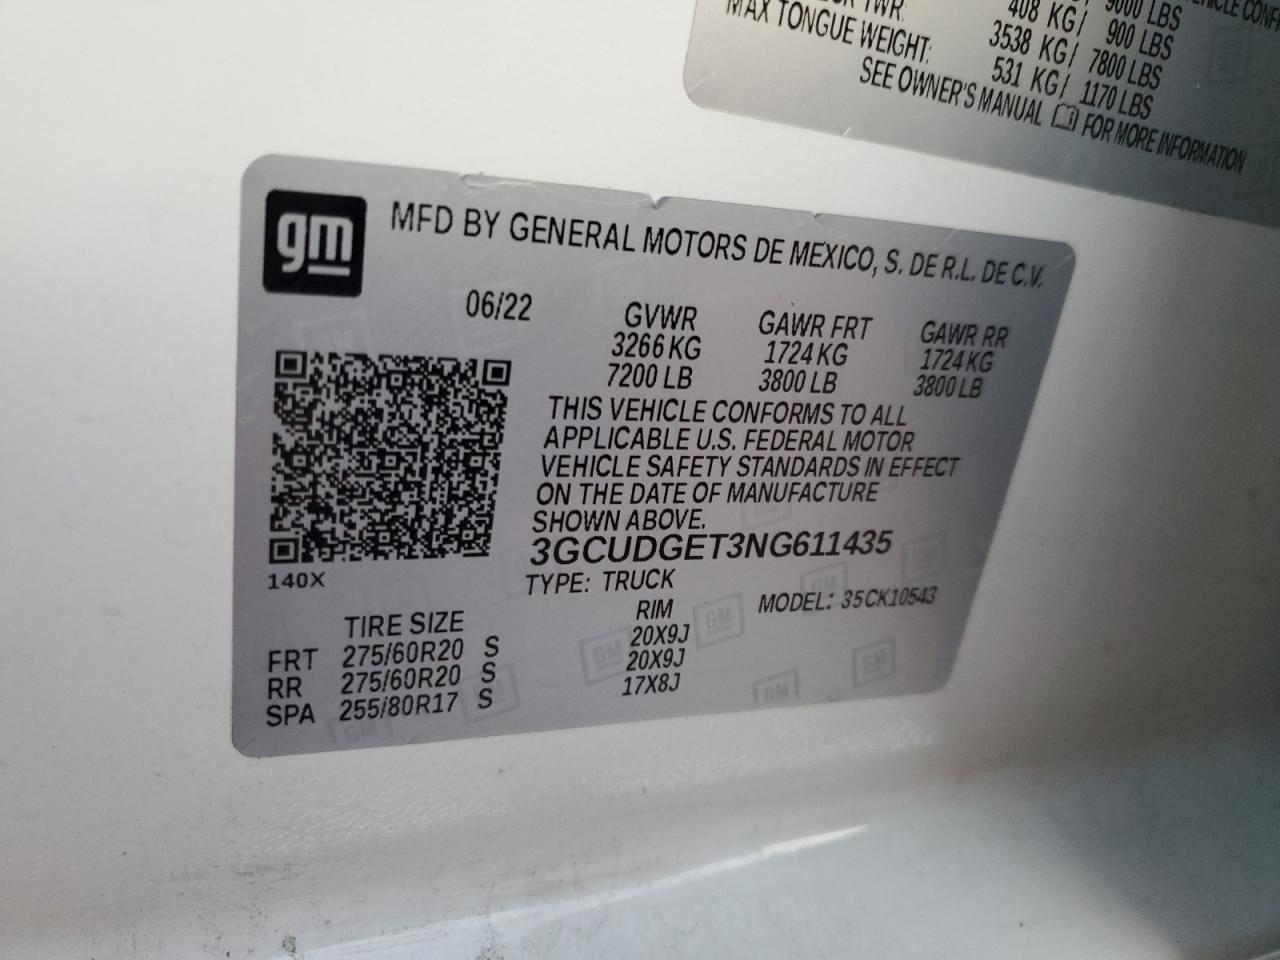 408 KG/ 900 LBS
3538 KG/ 7800 LBS
MAX TONGUE WEIGHT: 531 KG/ 1170 LBS
SEE OWNER'S MANUAL FOR MORE INFORMATION
gm
MFD BY GENERAL MOTORS DE MEXICO, S. DE R.L. DE C.V.
06/22 GVWR GAWR FRT GAWR RR
3266 KG 1724 KG 1724 KG
7200 LB 3800 LB 3800 LB
THIS VEHICLE CONFORMS TO ALL
APPLICABLE U.S. FEDERAL MOTOR
VEHICLE SAFETY STANDARDS IN EFFECT
ON THE DATE OF MANUFACTURE
SHOWN ABOVE.
3GCUDGET3NG611435
140X
TYPE: TRUCK MODEL: 35CK10543
TIRE SIZE RIM
FRT 275/60R20 S 20X9J
RR 275/60R20 S 20X9J
SPA 255/80R17 S 17X8J